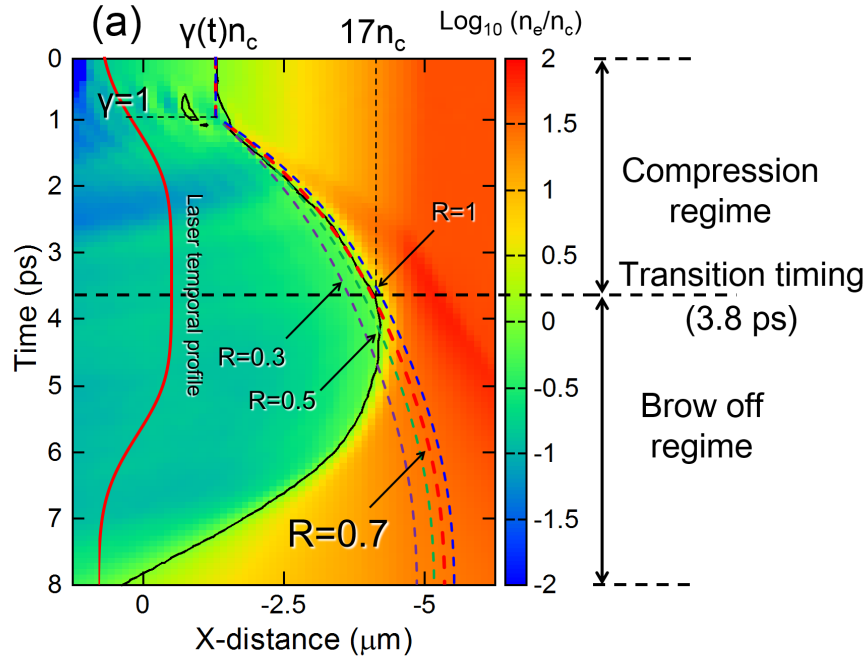 (a)
γ(t)n_c
17n_c
Log₁₀ (n_e/n_c)
γ=1
Laser temporal profile
R=1
R=0.3
R=0.5
R=0.7
Time (ps)
0
1
2
3
4
5
6
7
8
0
-2.5
-5
X-distance (μm)
2
1.5
1
0.5
0
-0.5
-1
-1.5
-2
Compression
regime
Transition timing
(3.8 ps)
Brow off
regime